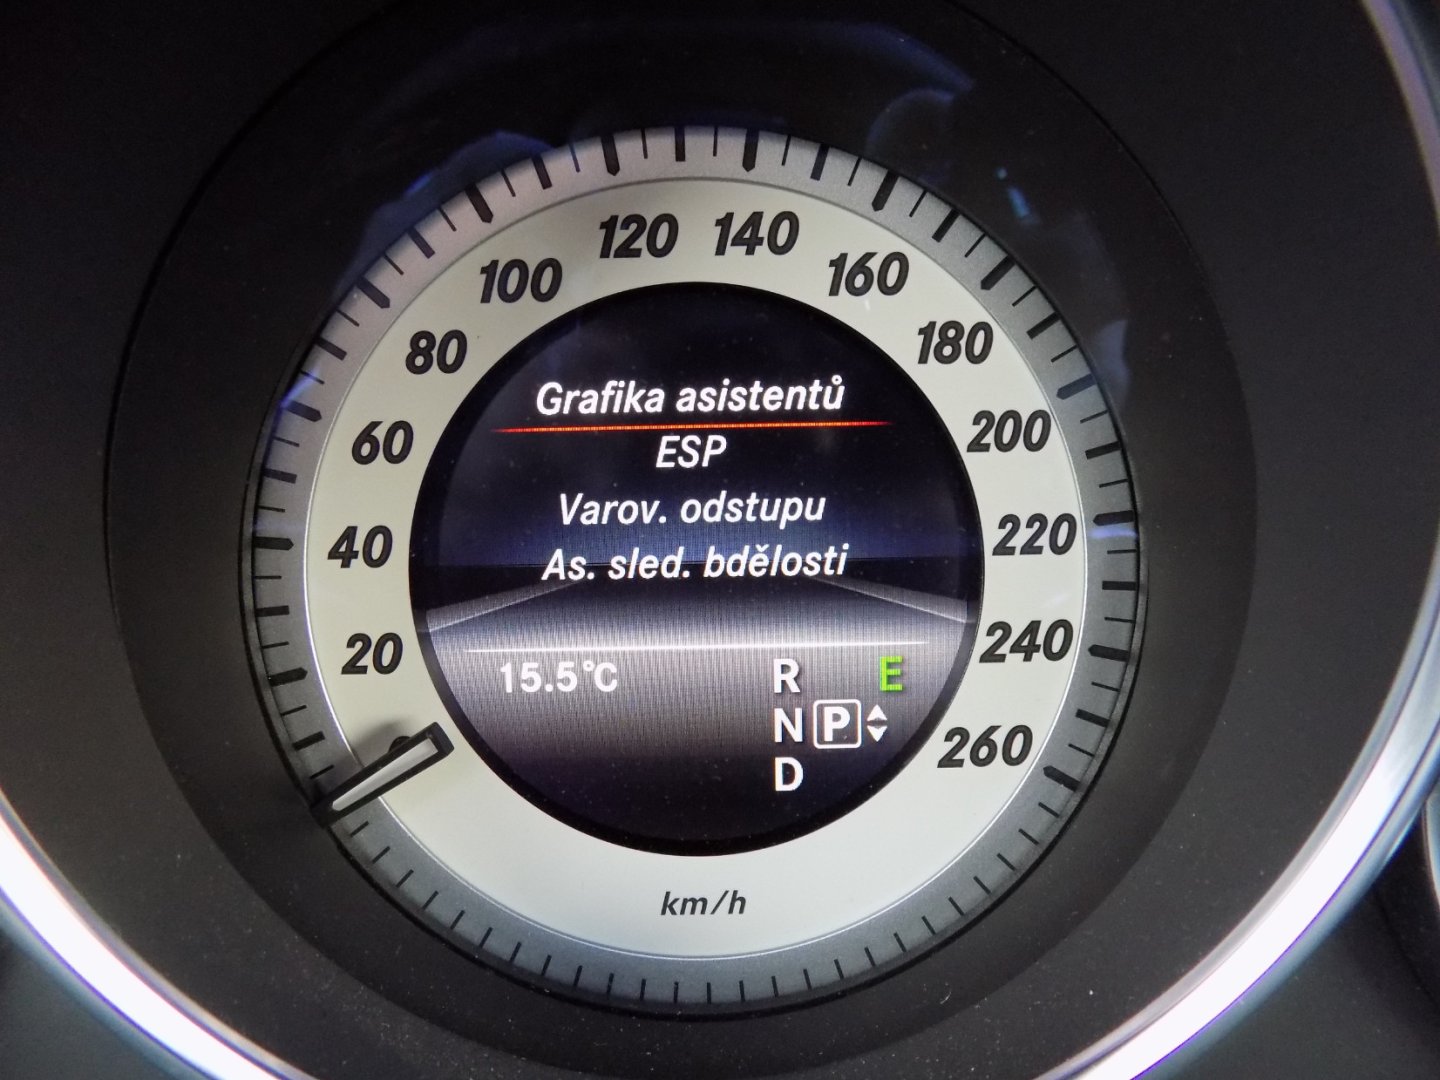 120 140
100 160
80 180
60 200
40 220
20 240
260
Grafika asistentů
ESP
Varov. odstupu
As. sled. bdělosti
15.5°C
R E
N P
D
km/h